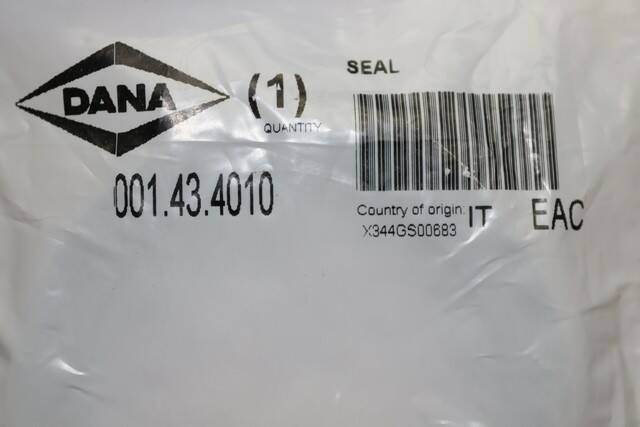 DANA
(1)
QUANTITY
001.43.4010
SEAL
Country of origin: IT
X344GS00683
EAC